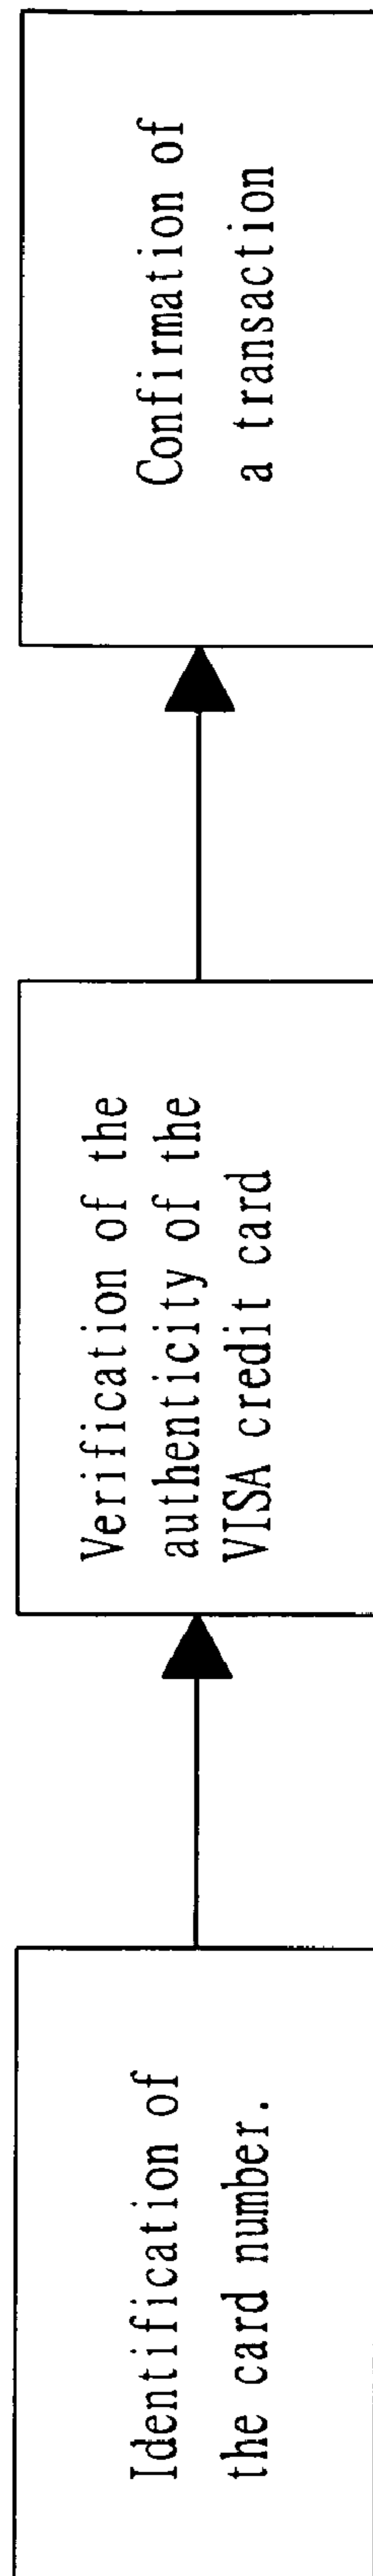 Identification of
the card number.
Verification of the
authenticity of the
VISA credit card
Confirmation of
a transaction